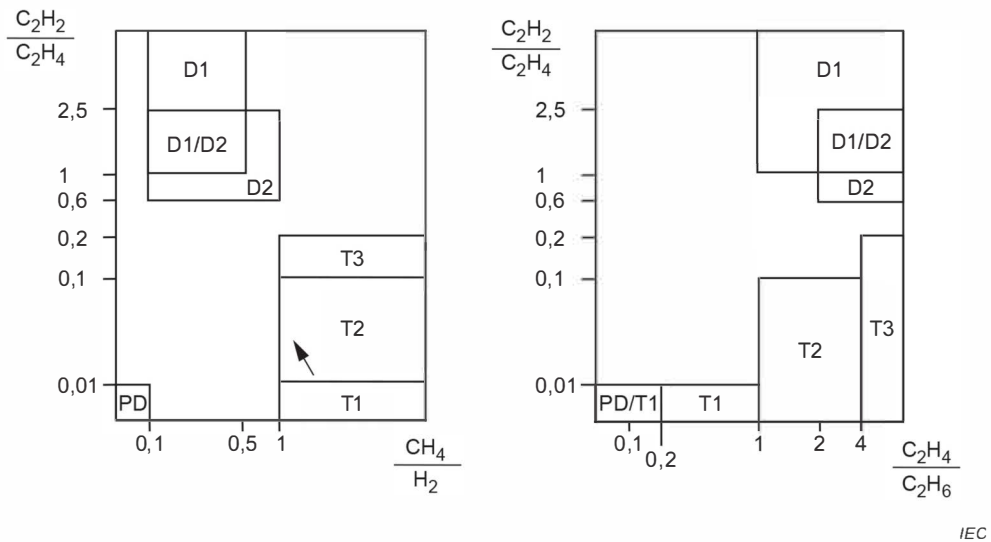 C2H2
C2H4
2,5
1
0,6
0,2
0,1
0,01
D1
D1/D2
D2
T3
T2
T1
PD
0,1 0,5 1
CH4
H2
C2H2
C2H4
2,5
1
0,6
0,2
0,1
0,01
D1
D1/D2
D2
T3
T2
PD/T1 T1
0,1 0,2 1 2 4
C2H4
C2H6
IEC